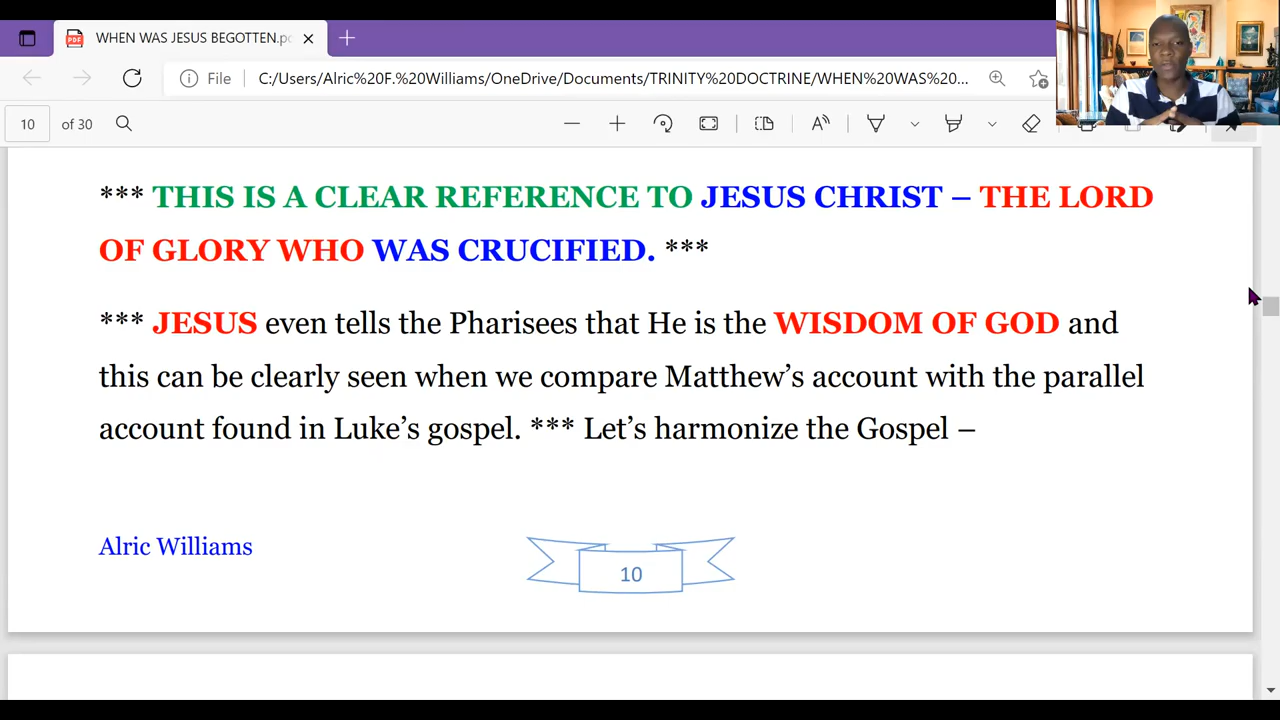 WHEN WAS JESUS BEGOTTEN.pd
File
C:/Users/Alric%20F.%20Williams/OneDrive/Documents/TRINITY%20DOCTRINE/WHEN%20WAS%20...
10 of 30
*** THIS IS A CLEAR REFERENCE TO JESUS CHRIST – THE LORD
OF GLORY WHO WAS CRUCIFIED. ***
*** JESUS even tells the Pharisees that He is the WISDOM OF GOD and
this can be clearly seen when we compare Matthew’s account with the parallel
account found in Luke’s gospel. *** Let’s harmonize the Gospel –
Alric Williams
10